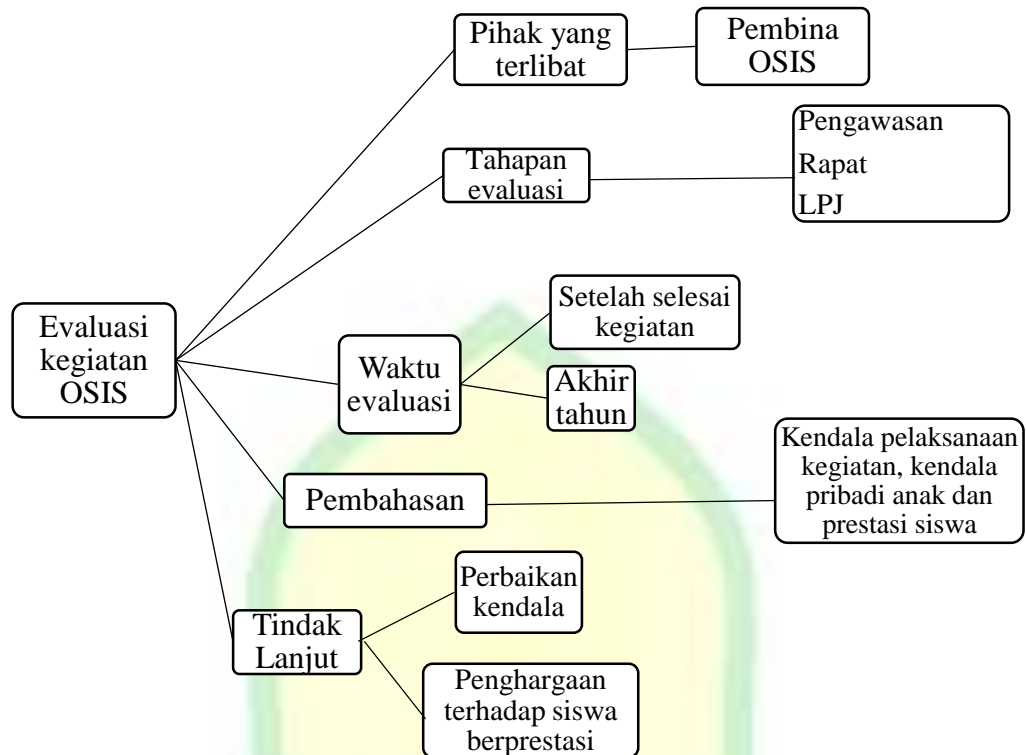 Pihak yang
terlibat
Pembina
OSIS
Tahapan
evaluasi
Pengawasan
Rapat
LPJ
Evaluasi
kegiatan
OSIS
Waktu
evaluasi
Setelah selesai
kegiatan
Akhir
tahun
Pembahasan
Kendala pelaksanaan
kegiatan, kendala
pribadi anak dan
prestasi siswa
Tindak
Lanjut
Perbaikan
kendala
Penghargaan
terhadap siswa
berprestasi